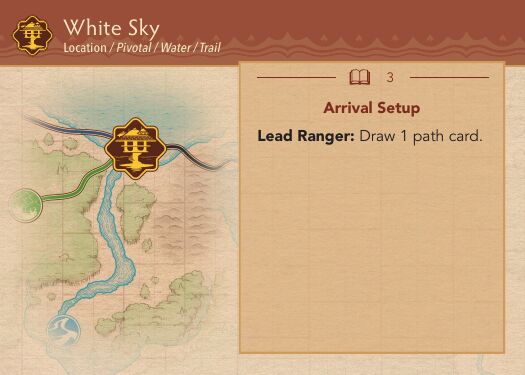 White Sky
Location / Pivotal / Water / Trail
3
Arrival Setup
Lead Ranger: Draw 1 path card.